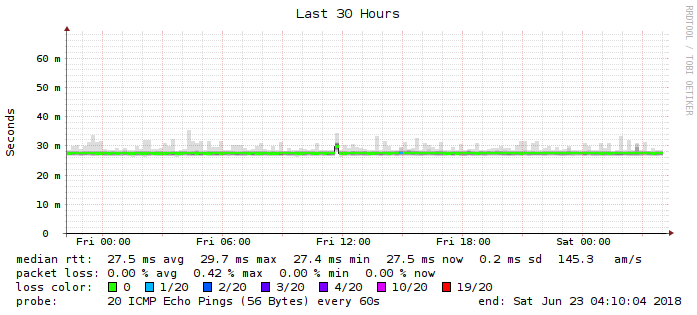 Last 30 Hours
RRDTOOL / TOBI OETIKER
Seconds
60 m
50 m
40 m
30 m
20 m
10 m
0
Fri 00:00 Fri 06:00 Fri 12:00 Fri 18:00 Sat 00:00
median rtt: 27.5 ms avg 29.7 ms max 27.4 ms min 27.5 ms now 0.2 ms sd 145.3 am/s
packet loss: 0.00 % avg 0.42 % max 0.00 % min 0.00 % now
loss color: 0 1/20 2/20 3/20 4/20 10/20 19/20
probe: 20 ICMP Echo Pings (56 Bytes) every 60s end: Sat Jun 23 04:10:04 2018